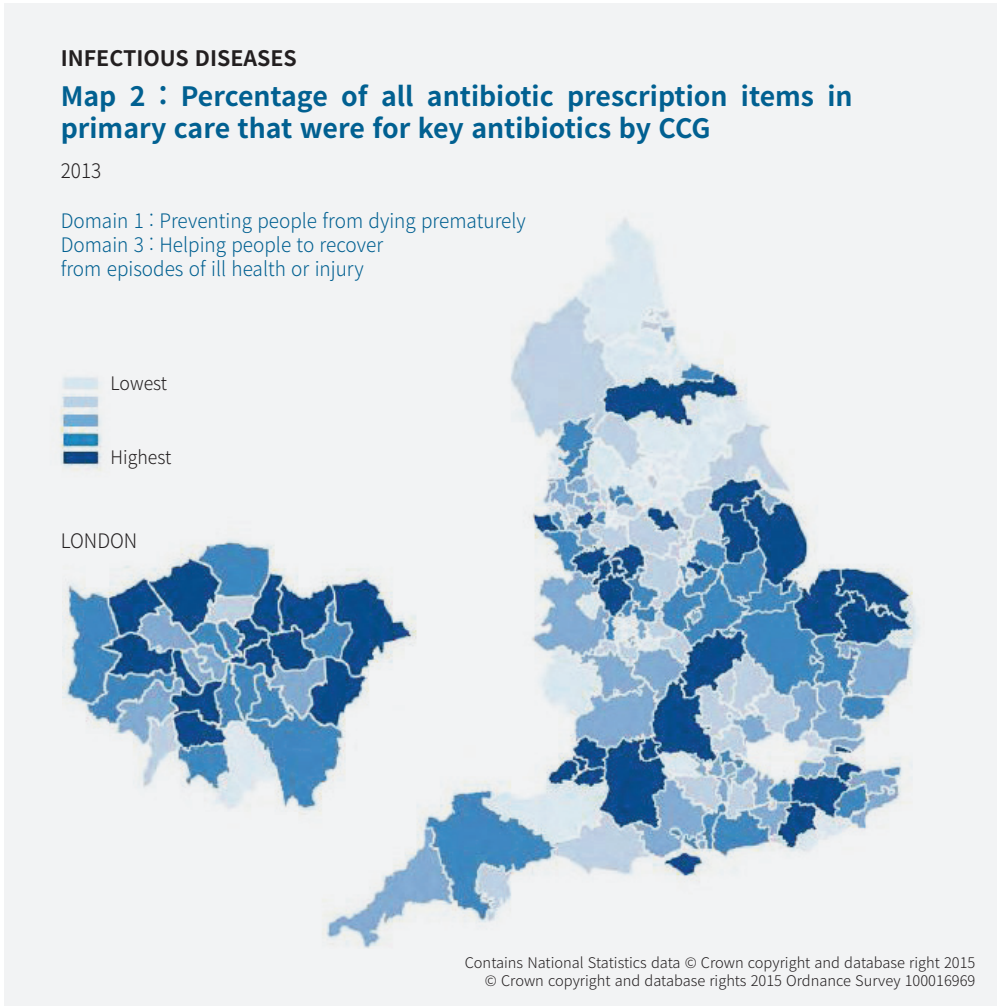 INFECTIOUS DISEASES
Map 2 : Percentage of all antibiotic prescription items in
primary care that were for key antibiotics by CCG
2013
Domain 1 : Preventing people from dying prematurely
Domain 3 : Helping people to recover
from episodes of ill health or injury
Lowest
Highest
LONDON
Contains National Statistics data © Crown copyright and database right 2015
© Crown copyright and database rights 2015 Ordnance Survey 100016969